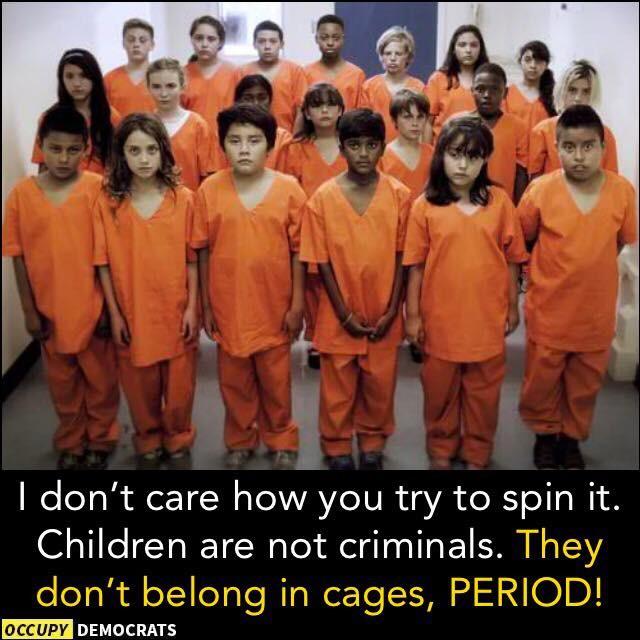 I don't care how you try to spin it.
Children are not criminals. They
don't belong in cages, PERIOD!
OCCUPY DEMOCRATS